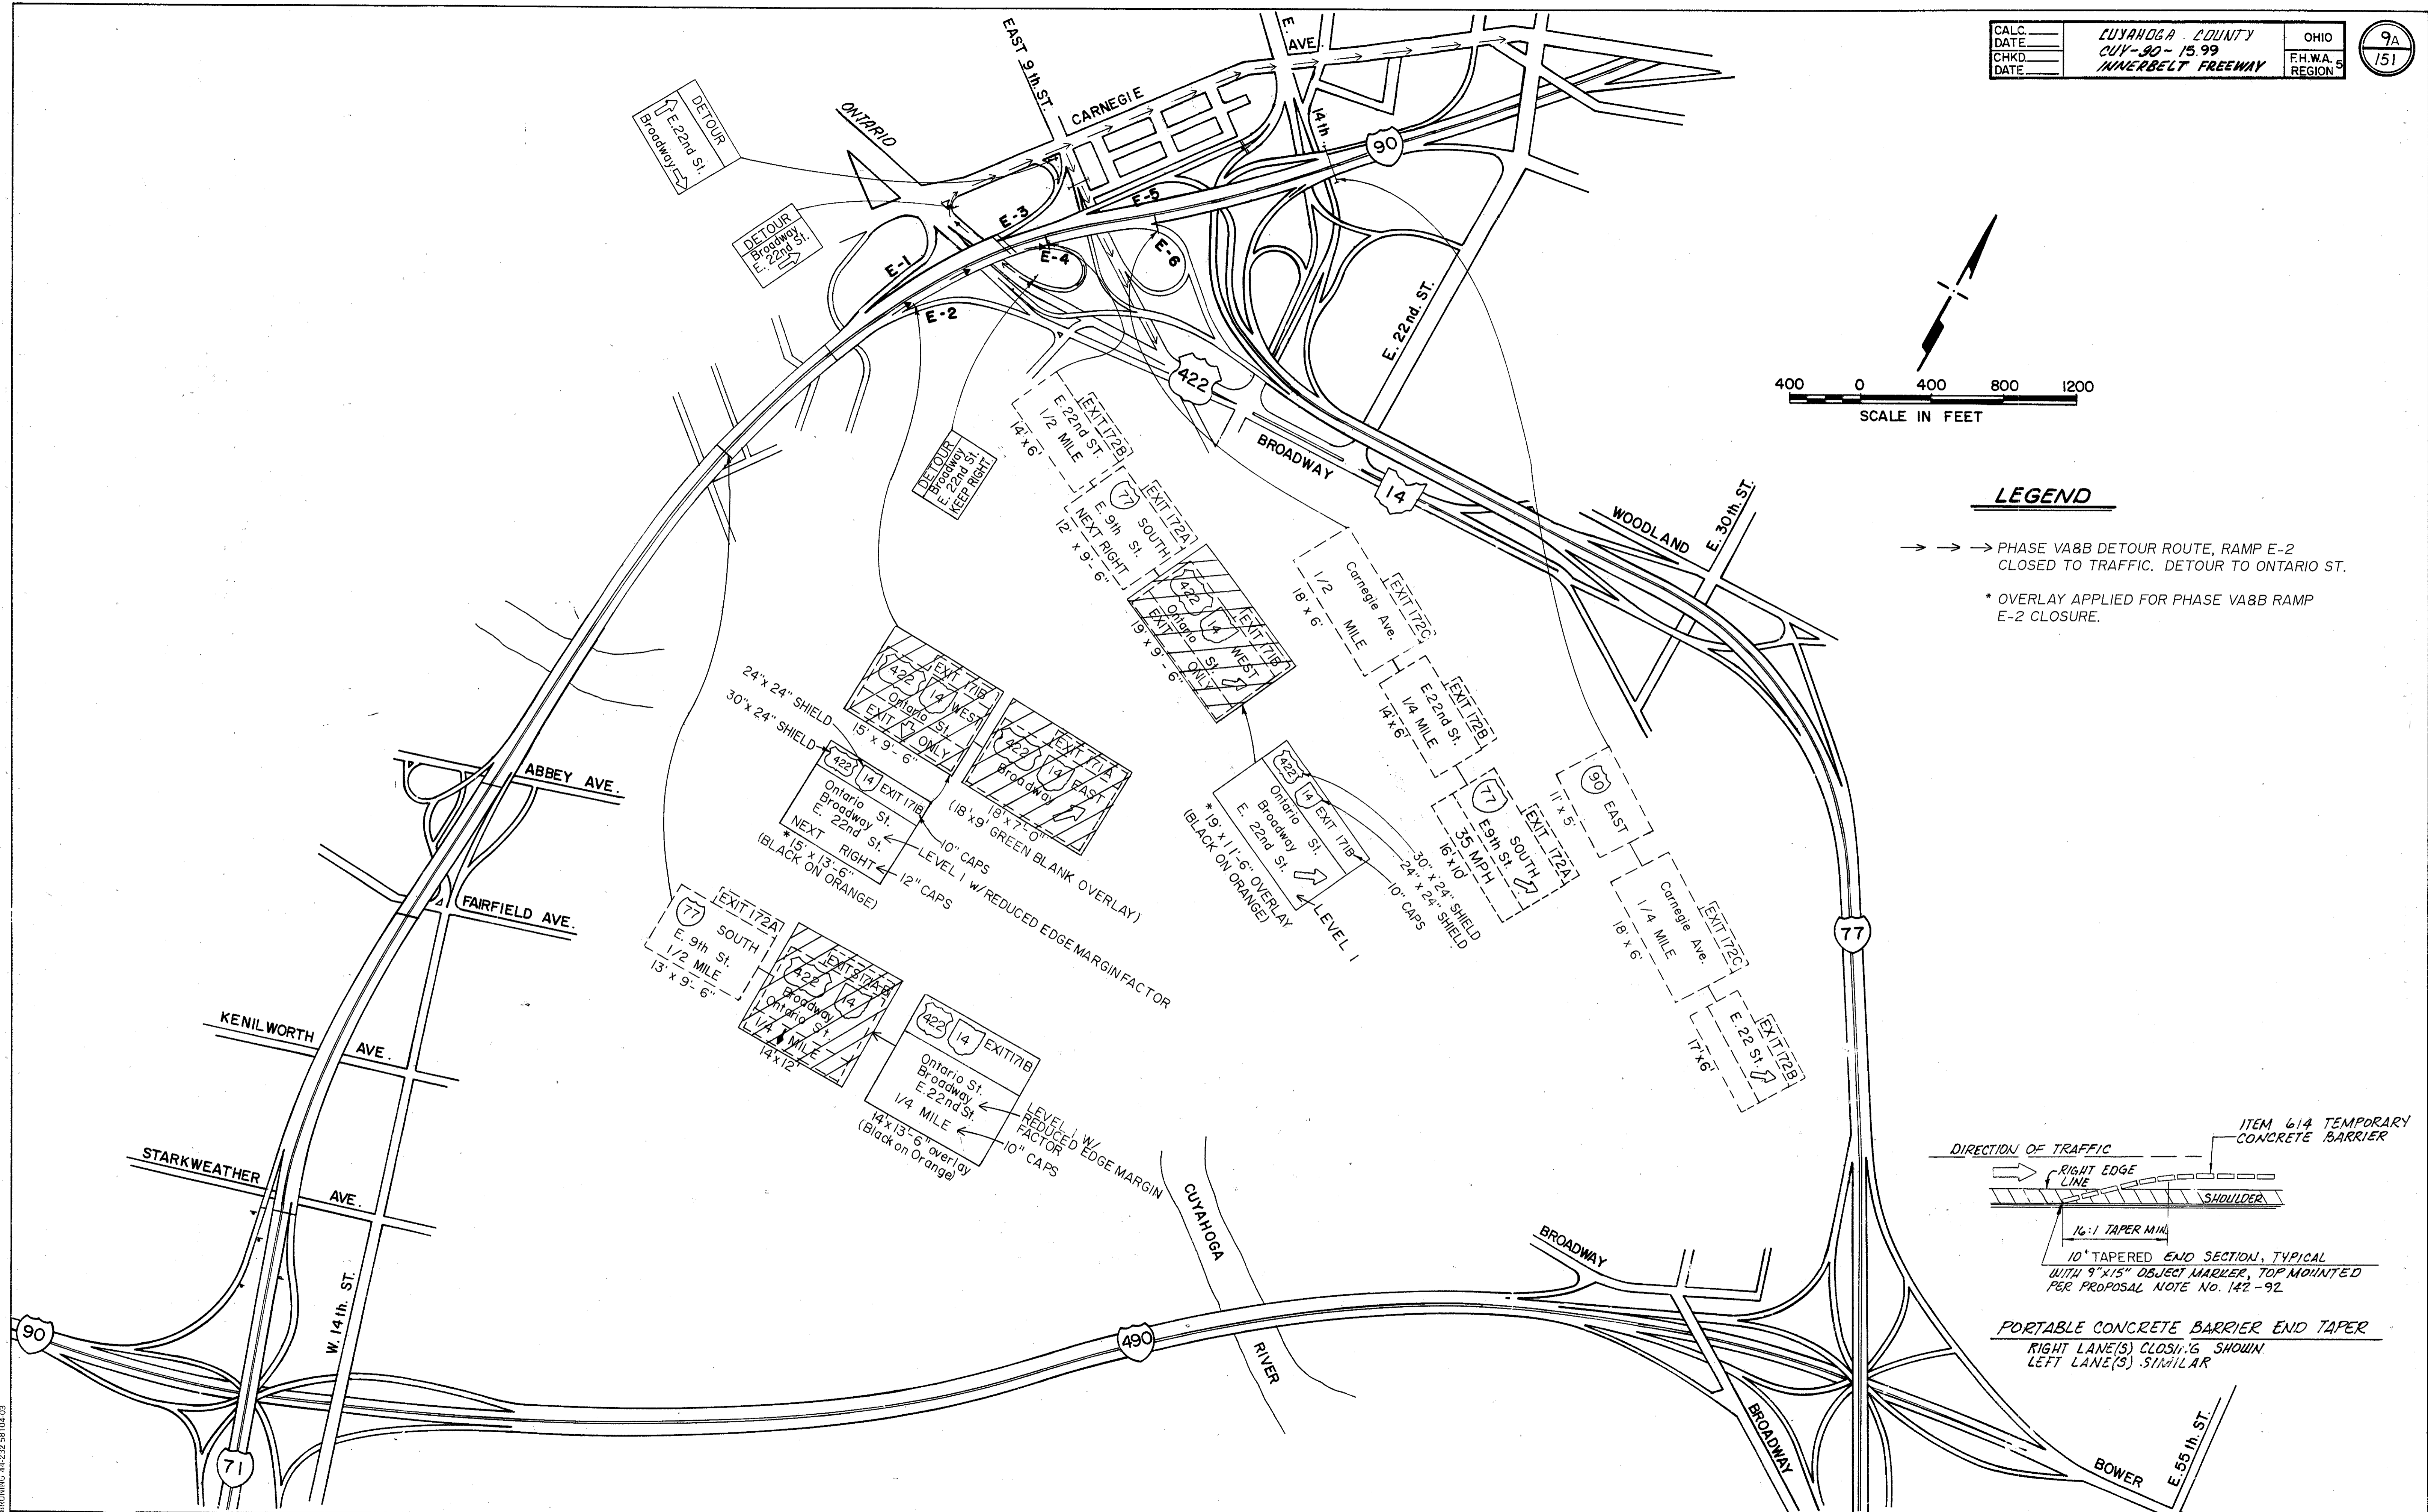 CALC.
DATE
CHKD.
DATE
CUYAHOGA COUNTY
CUY-90-15.99
INNERBELT FREEWAY
OHIO
F.H.W.A. 5
REGION
9A
151
EAST 9th ST.
E.
AVE.
ONTARIO
CARNEGIE
14th
90
DETOUR
E.22nd St.
Broadway
DETOUR
Broadway
E. 22nd St.
E-1
E-2
E-3
E-4
E-5
E-6
E. 22nd. ST.
422
BROADWAY
14
WOODLAND
E. 30th. ST.
400 0 400 800 1200
SCALE IN FEET
LEGEND
PHASE VA&B DETOUR ROUTE, RAMP E-2
CLOSED TO TRAFFIC. DETOUR TO ONTARIO ST.
* OVERLAY APPLIED FOR PHASE VA&B RAMP
E-2 CLOSURE.
DETOUR
Broadway
E. 22nd St.
KEEP RIGHT
EXIT 172B
E. 22nd ST.
1/2 MILE
14' x 6'
EXIT 172A
77 SOUTH
E. 9th St.
NEXT RIGHT
12' x 9'-6"
EXIT 171B
422 14 WEST
Ontario St.
EXIT ONLY
19' x 9'-6"
EXIT 171B
422 14 WEST
Ontario St.
EXIT ONLY
15' x 9'-6"
EXIT 171A
422 14 EAST
Broadway
18' x 7'-0"
(18'x9' GREEN BLANK OVERLAY)
24"x 24" SHIELD
30"x 24" SHIELD
422 14 EXIT 171B
Ontario St.
Broadway
E. 22nd St.
NEXT RIGHT
* 15' x 13'-6"
(BLACK ON ORANGE)
10" CAPS
LEVEL 1 W/REDUCED EDGE MARGIN FACTOR
12" CAPS
422 14 EXIT 171B
Ontario St.
Broadway
E. 22nd St.
* 19' x 11'-6" OVERLAY
(BLACK ON ORANGE)
30" x 24" SHIELD
24" x 24" SHIELD
10" CAPS
LEVEL 1
EXIT 172C
Carnegie Ave.
1/2 MILE
18' x 6'
EXIT 172B
E.22nd St.
1/4 MILE
14'x6'
EXIT 172A
77 SOUTH
E9th St.
35 MPH
16'x10'
90 EAST
11' x 5'
EXIT 172C
Carnegie Ave.
1/4 MILE
18' x 6'
EXIT 172B
E. 22 St.
17'x6'
EXIT 172A
77 SOUTH
E. 9th St.
1/2 MILE
13' x 9'-6"
EXITS 171A-B
422 14
Broadway
Ontario St.
1/4 MILE
14'x12'
422 14 EXIT171B
Ontario St.
Broadway
E.22nd St.
1/4 MILE
14'x13'-6" overlay
(Black on Orange)
LEVEL 1 W/
REDUCED EDGE MARGIN
FACTOR
10" CAPS
ABBEY AVE.
FAIRFIELD AVE.
KENILWORTH AVE.
STARKWEATHER AVE.
W. 14th. ST.
90
71
490
77
CUYAHOGA
RIVER
BROADWAY
BROADWAY
BOWER
E. 55th. ST.
DIRECTION OF TRAFFIC
ITEM 614 TEMPORARY
CONCRETE BARRIER
RIGHT EDGE
LINE
SHOULDER
16:1 TAPER MIN.
10' TAPERED END SECTION, TYPICAL
WITH 9"X15" OBJECT MARKER, TOP MOUNTED
PER PROPOSAL NOTE NO. 142-92
PORTABLE CONCRETE BARRIER END TAPER
RIGHT LANE(S) CLOSING SHOWN
LEFT LANE(S) SIMILAR
BRUNING 44-232 58104-03